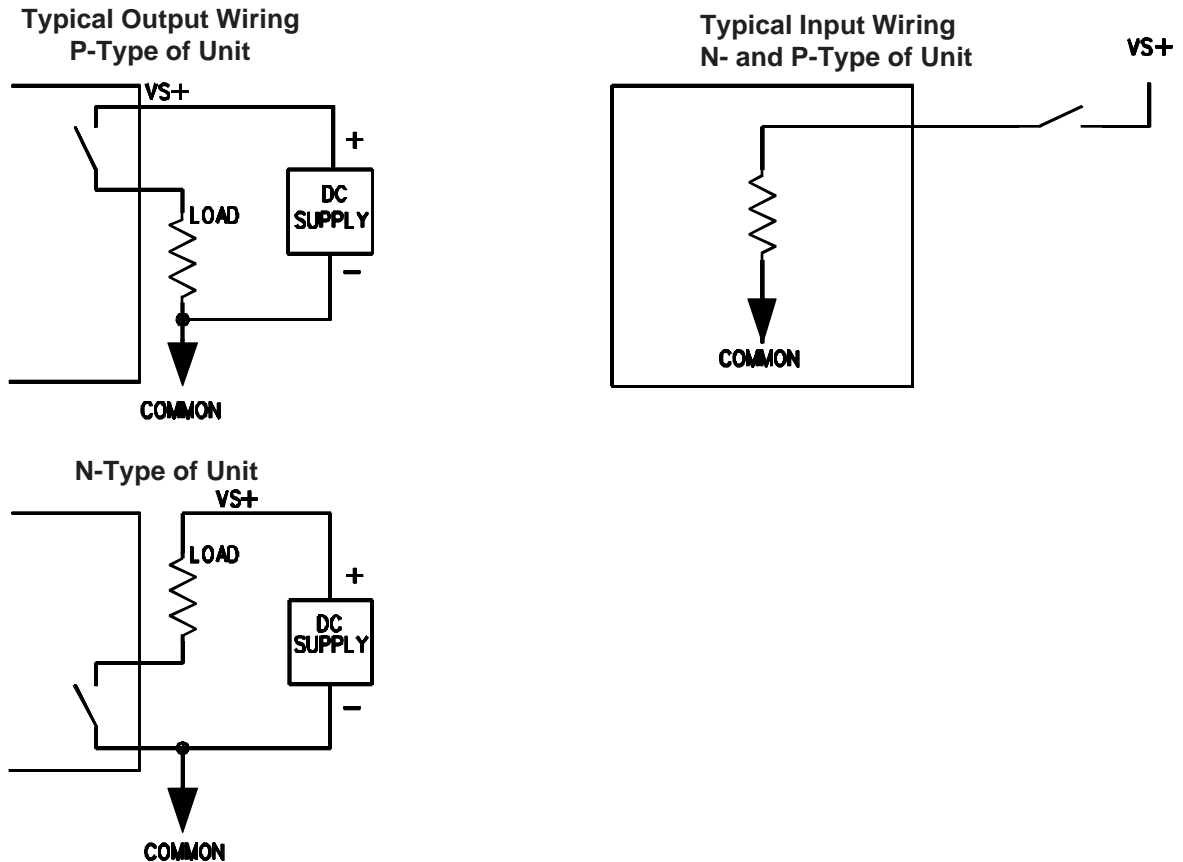 Typical Output Wiring
P-Type of Unit
VS+
+
DC
SUPPLY
LOAD
−
COMMON
Typical Input Wiring
N- and P-Type of Unit
VS+
COMMON
N-Type of Unit
VS+
LOAD
+
DC
SUPPLY
−
COMMON